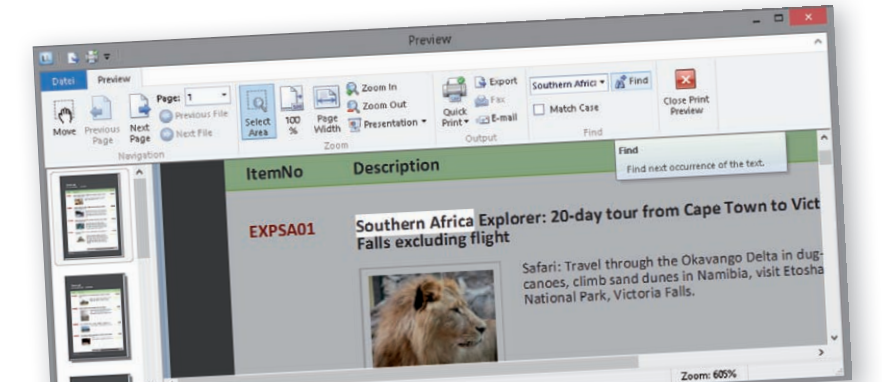 Preview
Datei Preview
Move
Previous Page
Next Page
Page: 1
Previous File
Next File
Navigation
Select Area
100 %
Page Width
Zoom In
Zoom Out
Presentation
Zoom
Quick Print
Export
Fax
E-mail
Output
Southern Africa
Find
Match Case
Find
Close Print Preview
Find
Find next occurrence of the text.
ItemNo Description
EXPSA01
Southern Africa Explorer: 20-day tour from Cape Town to Vict
Falls excluding flight
Safari: Travel through the Okavango Delta in dug-
canoes, climb sand dunes in Namibia, visit Etosha
National Park, Victoria Falls.
Zoom: 605%